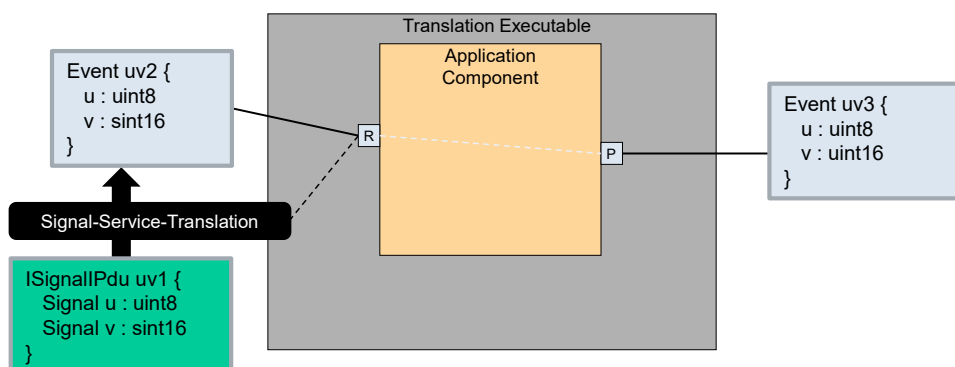 Translation Executable
Application
Component
Event uv2 {
u : uint8
v : sint16
}
R
P
Event uv3 {
u : uint8
v : uint16
}
Signal-Service-Translation
ISignalIPdu uv1 {
Signal u : uint8
Signal v : sint16
}